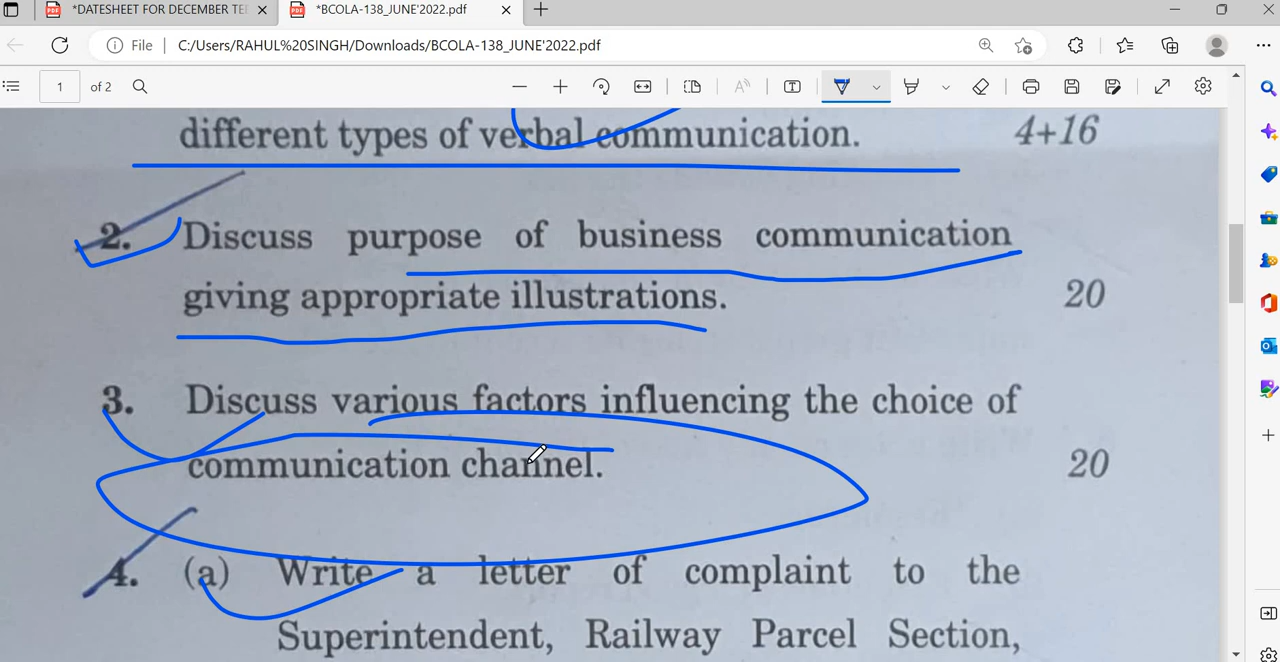 *DATESHEET FOR DECEMBER TE
*BCOLA-138_JUNE'2022.pdf
File
C:/Users/RAHUL%20SINGH/Downloads/BCOLA-138_JUNE'2022.pdf
1 of 2
different types of verbal communication. 4+16
2. Discuss purpose of business communication
giving appropriate illustrations. 20
3. Discuss various factors influencing the choice of
communication channel. 20
4. (a) Write a letter of complaint to the
Superintendent, Railway Parcel Section,